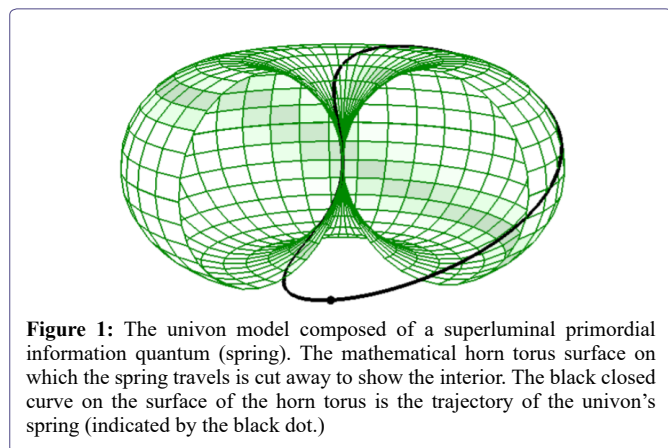 Figure 1: The univon model composed of a superluminal primordial
information quantum (spring). The mathematical horn torus surface on
which the spring travels is cut away to show the interior. The black closed
curve on the surface of the horn torus is the trajectory of the univon’s
spring (indicated by the black dot.)